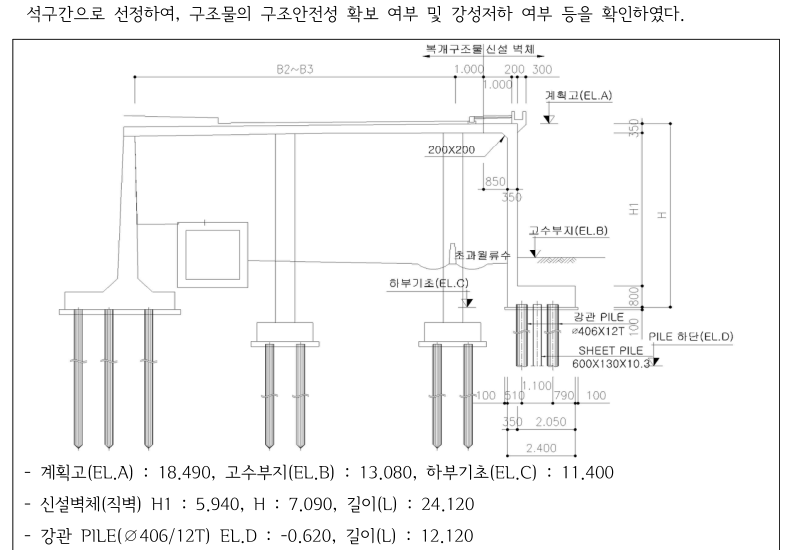 석구간으로 선정하여, 구조물의 구조안전성 확보 여부 및 강성저하 여부 등을 확인하였다.
복개구조물 신설 벽체
B2~B3
1.000
200
300
1.000
계획고(EL.A)
350
200X200
850
350
H1
H
고수부지(EL.B)
초과월류수
하부기초(EL.C)
800
100
강관 PILE
⌀406X12T
PILE 하단(EL.D)
SHEET PILE
600X130X10.3
1.100
100
510
790
100
350
2.050
2.400
- 계획고(EL.A) : 18.490, 고수부지(EL.B) : 13.080, 하부기초(EL.C) : 11.400
- 신설벽체(직벽) H1 : 5.940, H : 7.090, 길이(L) : 24.120
- 강관 PILE(∅406/12T) EL.D : -0.620, 길이(L) : 12.120